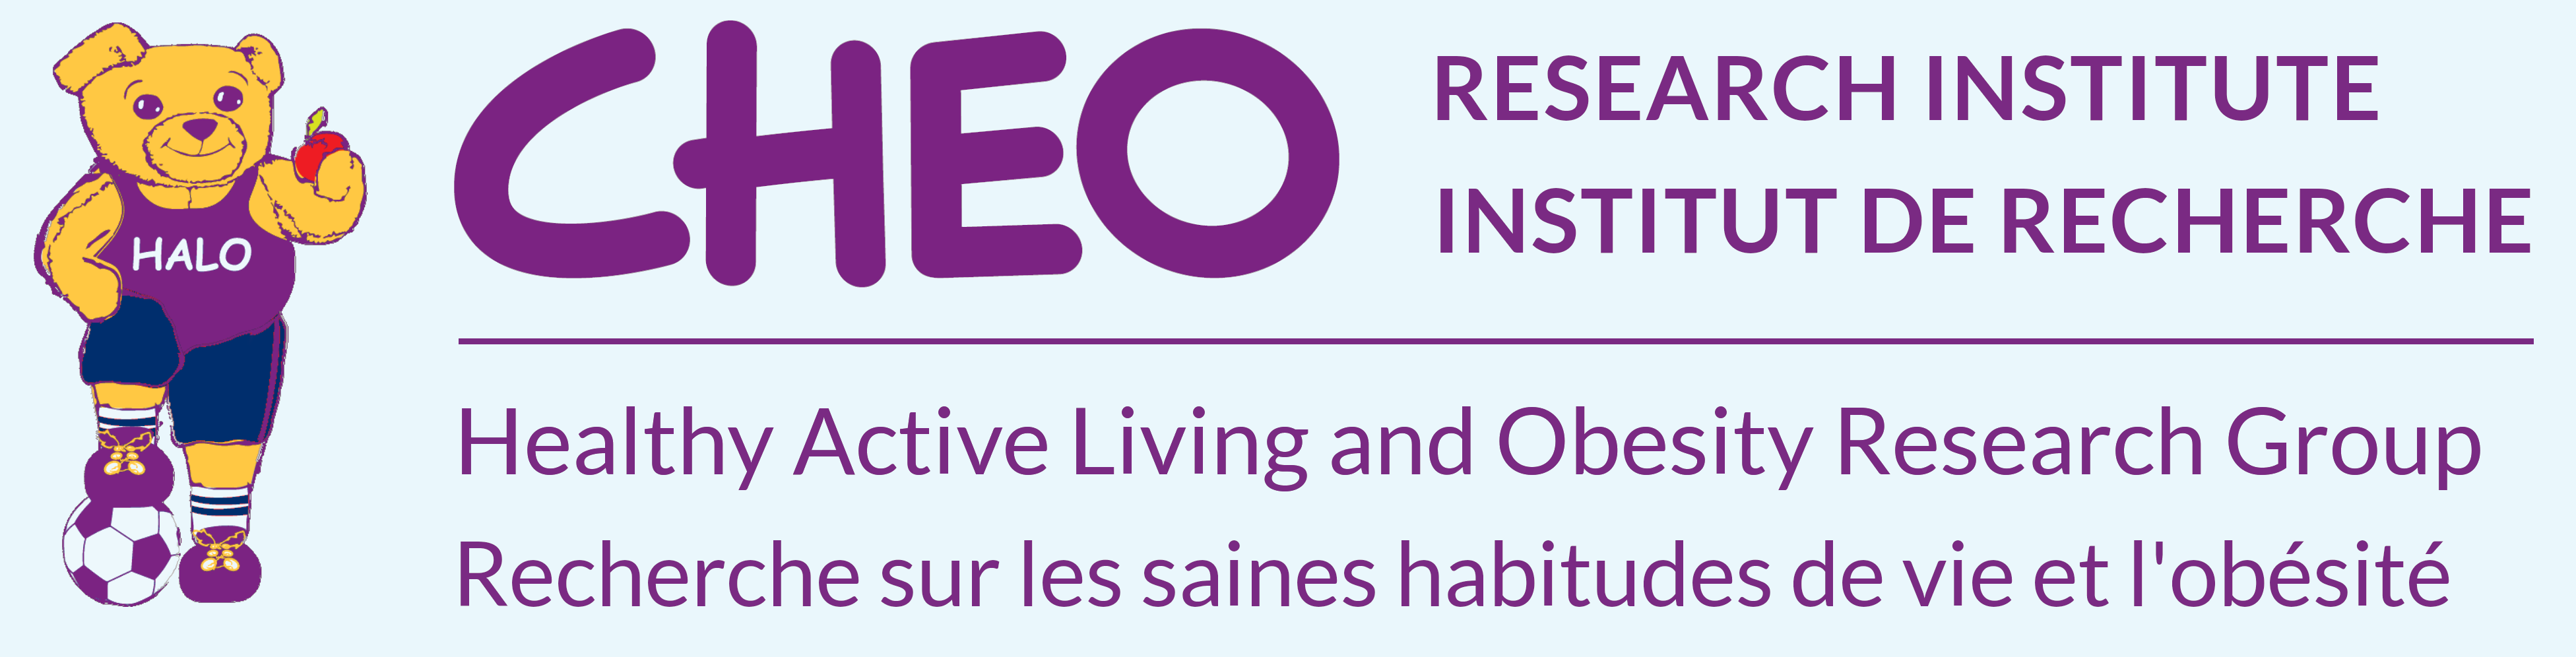 HALO
CHEO
RESEARCH INSTITUTE
INSTITUT DE RECHERCHE
Healthy Active Living and Obesity Research Group
Recherche sur les saines habitudes de vie et l'obésité